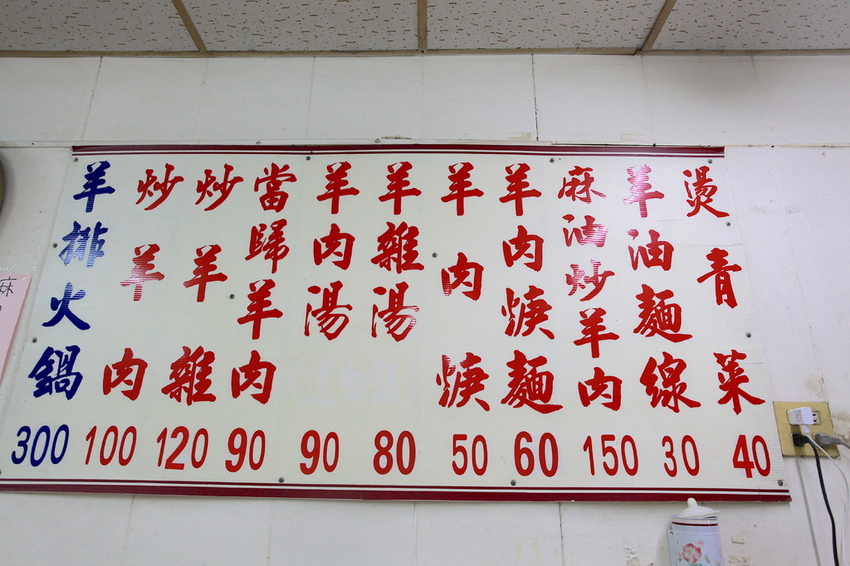 燙青菜 40
羊油麵線 30
麻油炒羊肉 150
羊肉焿麵 60
羊肉焿 50
羊雜湯 80
羊肉湯 90
當歸羊肉 90
炒羊雜 120
炒羊肉 100
羊排火鍋 300